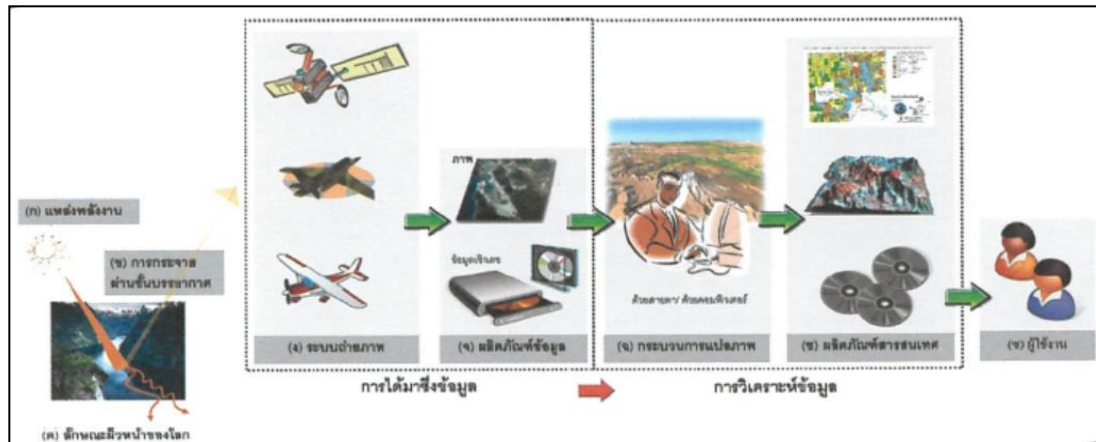 (ก) แหล่งพลังงาน
(ข) การกระจาย
ผ่านชั้นบรรยากาศ
(ค) ลักษณะผิวหน้าของโลก
(ง) ระบบถ่ายภาพ
ภาพ
ข้อมูลเชิงเลข
(จ) ผลิตภัณฑ์ข้อมูล
การได้มาซึ่งข้อมูล
ด้วยสายตา/ ด้วยคอมพิวเตอร์
(ฉ) กระบวนการแปลภาพ
(ช) ผลิตภัณฑ์สารสนเทศ
การวิเคราะห์ข้อมูล
(ซ) ผู้ใช้งาน